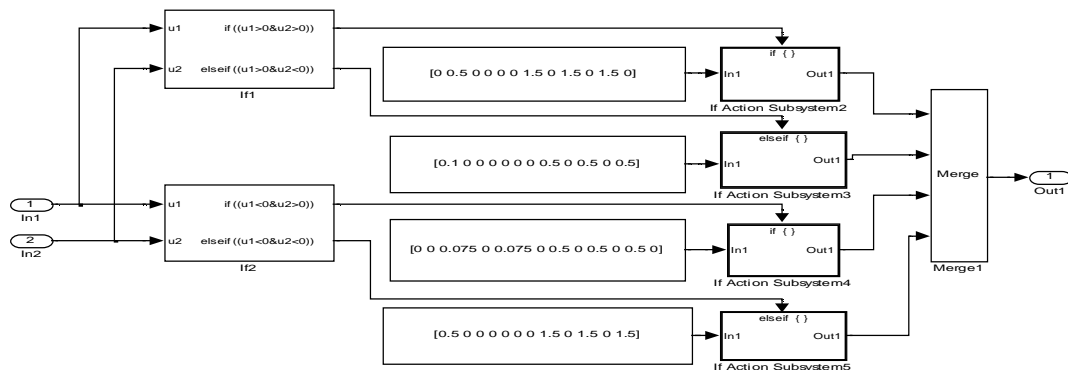 u1
if ((u1>0&u2>0))
u2
elseif ((u1>0&u2<0))
If1
[0 0.5 0 0 0 0 1.5 0 1.5 0 1.5 0]
if { }
In1
Out1
If Action Subsystem2
[0.1 0 0 0 0 0 0 0.5 0 0.5 0 0.5]
elseif { }
In1
Out1
If Action Subsystem3
Merge
Merge1
1
Out1
1
In1
2
In2
u1
if((u1<0&u2>0))
u2
elseif ((u1<0&u2<0))
If2
[0 0 0.075 0 0.075 0 0.5 0 0.5 0 0.5 0]
if { }
In1
Out1
If Action Subsystem4
[0.5 0 0 0 0 0 0 1.5 0 1.5 0 1.5]
elseif { }
In1
Out1
If Action Subsystem5